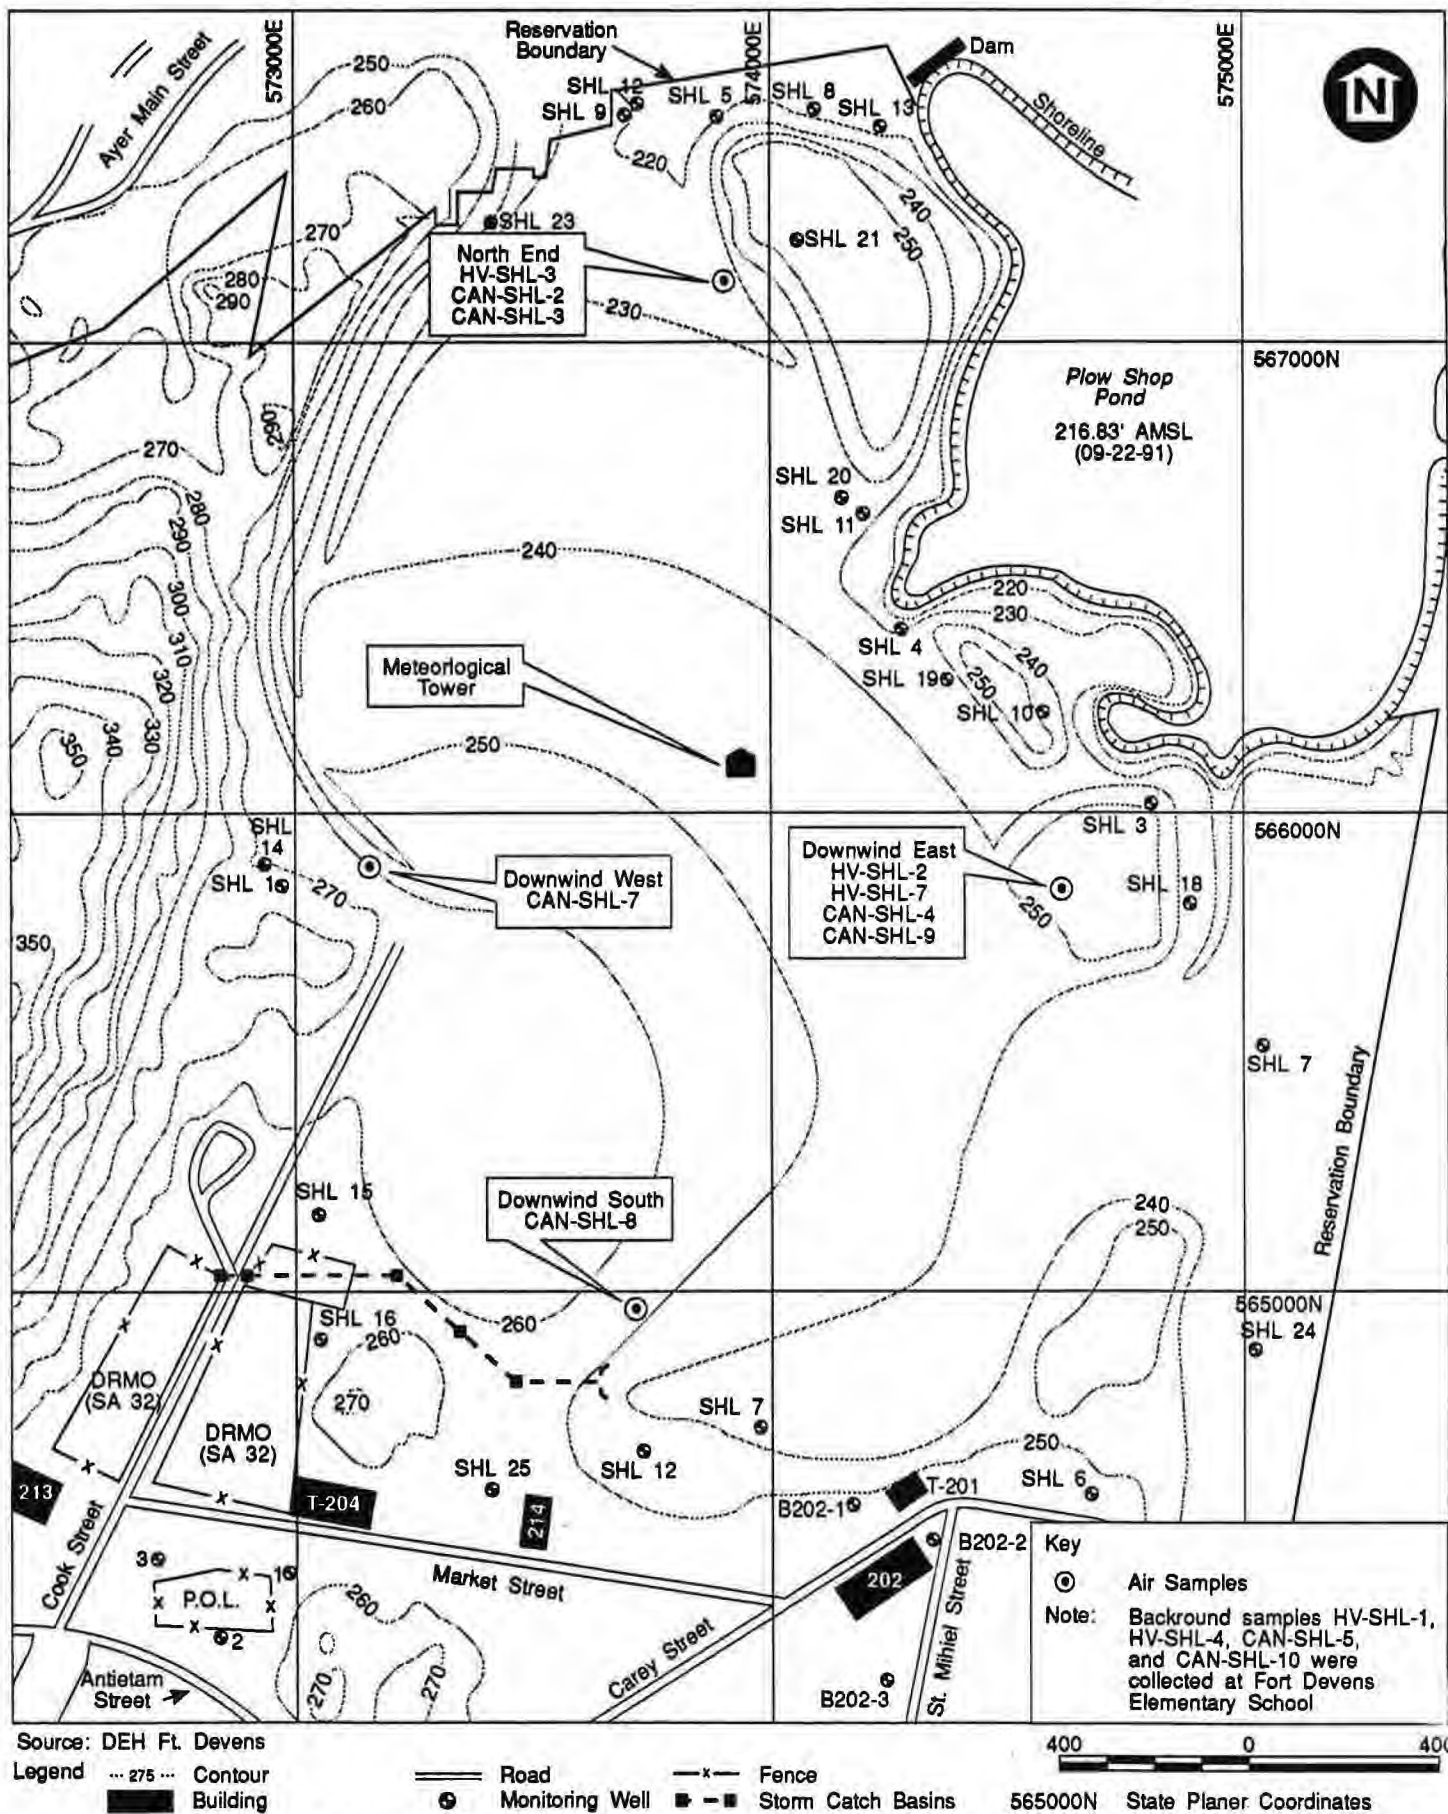 Ayer Main Street
573000E
Reservation
Boundary
574000E
Dam
575000E
N
Shoreline
250
260
SHL 12
SHL 9
SHL 5
SHL 8
SHL 13
220
270
280
290
SHL 23
240
250
SHL 21
North End
HV-SHL-3
CAN-SHL-2
CAN-SHL-3
230
567000N
Plow Shop
Pond
216.83' AMSL
(09-22-91)
290
270
280
290
300
310
320
330
340
350
SHL 20
SHL 11
240
220
230
240
250
SHL 4
SHL 19
SHL 10
Meteorlogical
Tower
250
566000N
SHL 3
SHL
14
SHL 1
270
Downwind West
CAN-SHL-7
Downwind East
HV-SHL-2
HV-SHL-7
CAN-SHL-4
CAN-SHL-9
SHL 18
250
350
SHL 7
Reservation Boundary
SHL 15
Downwind South
CAN-SHL-8
240
250
565000N
SHL 24
SHL 16
260
260
270
DRMO
(SA 32)
DRMO
(SA 32)
SHL 7
SHL 12
SHL 25
250
SHL 6
213
T-204
214
B202-1
T-201
B202-2
202
Cook Street
Market Street
3
1
P.O.L.
2
260
270
270
Antietam
Street
Carey Street
St. Mihiel Street
B202-3
Key
Air Samples
Note: Backround samples HV-SHL-1,
HV-SHL-4, CAN-SHL-5,
and CAN-SHL-10 were
collected at Fort Devens
Elementary School
Source: DEH Ft. Devens
400 0 400
Legend
275 Contour
Road
x Fence
Building
Monitoring Well
Storm Catch Basins
565000N State Planer Coordinates